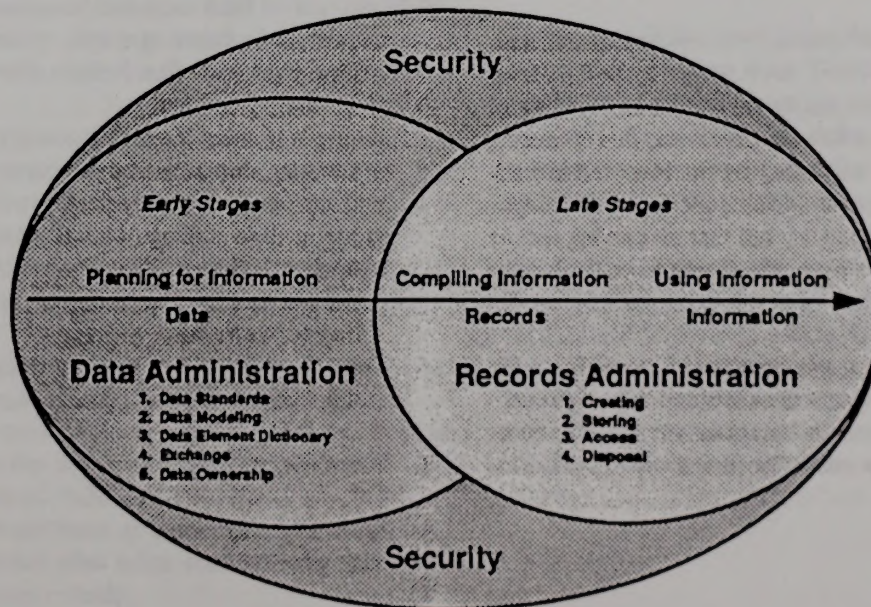 Security
Early Stages
Late Stages
Planning for Information
Compiling Information
Using Information
Data
Records
Information
Data Administration
1. Data Standards
2. Data Modeling
3. Data Element Dictionary
4. Exchange
5. Data Ownership
Records Administration
1. Creating
2. Storing
3. Access
4. Disposal
Security